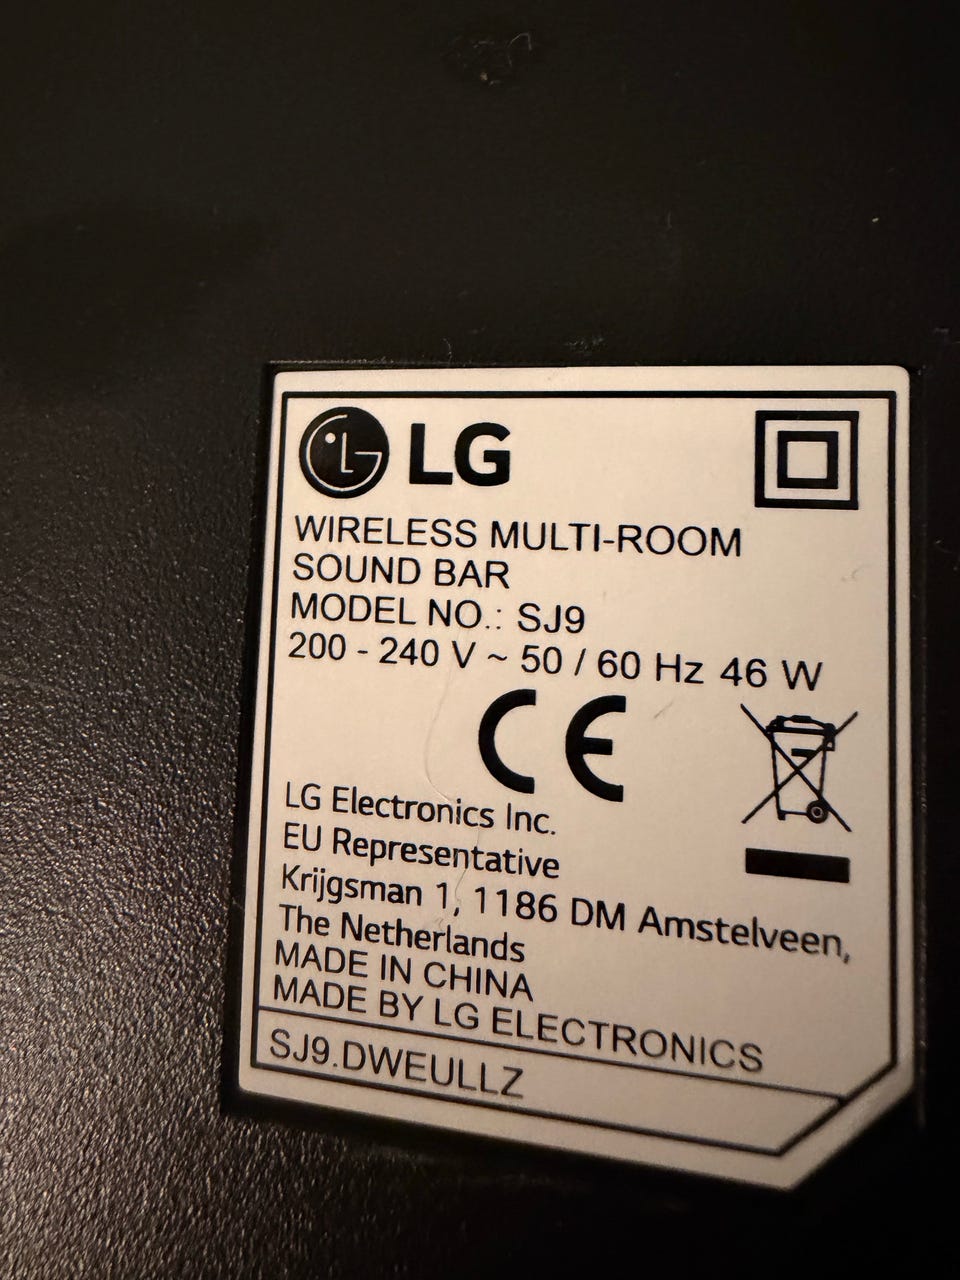 LG
WIRELESS MULTI-ROOM
SOUND BAR
MODEL NO.: SJ9
200 - 240 V ~ 50 / 60 Hz 46 W
CE
LG Electronics Inc.
EU Representative
Krijgsman 1, 1186 DM Amstelveen,
The Netherlands
MADE IN CHINA
MADE BY LG ELECTRONICS
SJ9.DWEULLZ